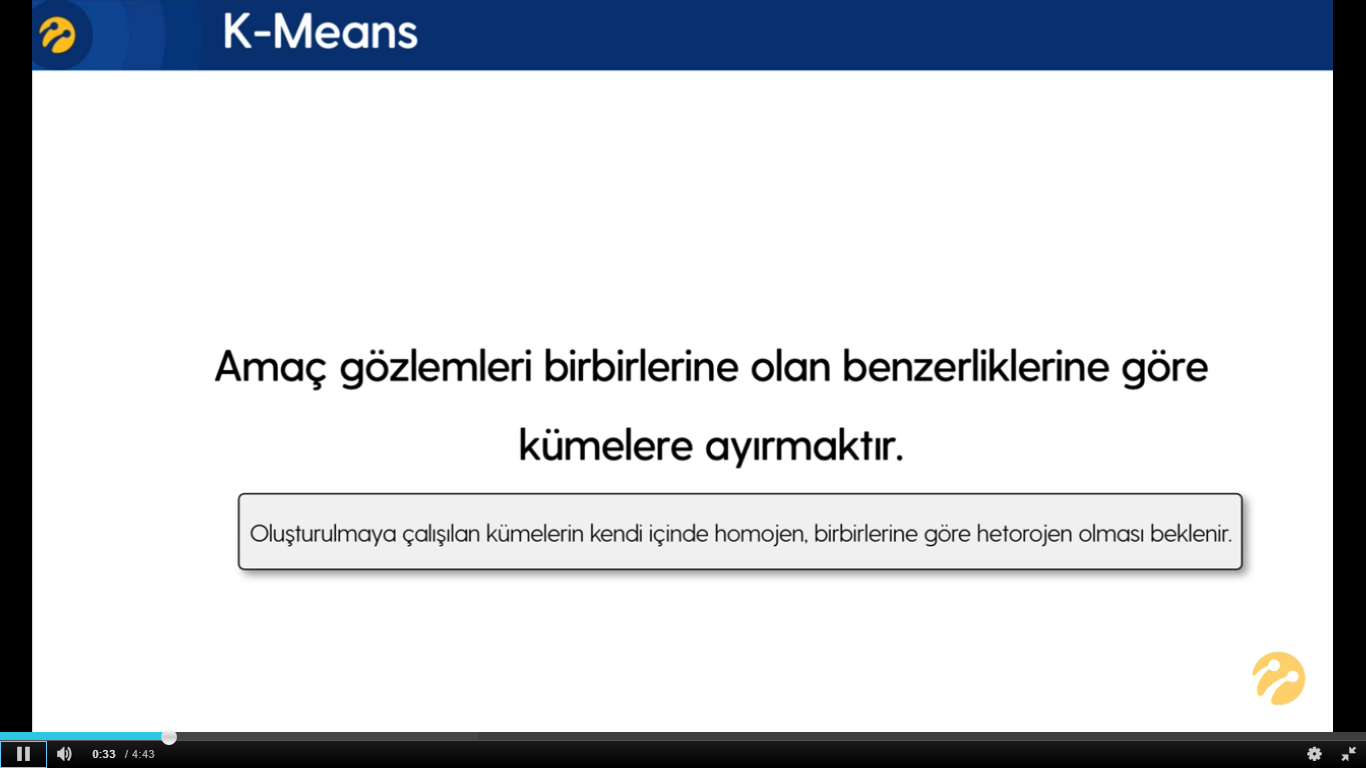 K-Means
Amaç gözlemleri birbirlerine olan benzerliklerine göre
kümelere ayırmaktır.
Oluşturulmaya çalışılan kümelerin kendi içinde homojen, birbirlerine göre hetorojen olması beklenir.
0:33 / 4:43